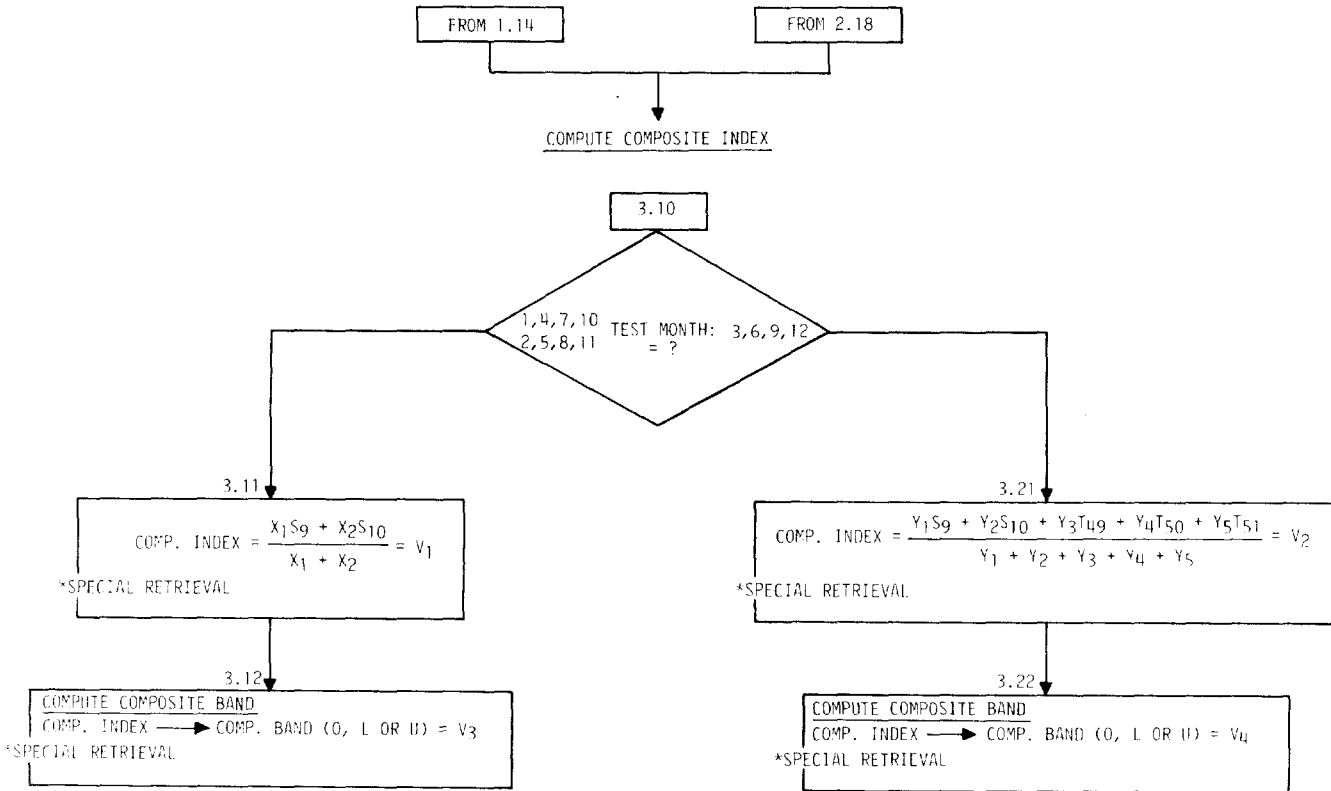 FROM 1.14
FROM 2.18
COMPUTE COMPOSITE INDEX
3.10
1,4,7,10 TEST MONTH: 3,6,9,12
2,5,8,11 = ?
3.11
COMP. INDEX = (X₁S₉ + X₂S₁₀) / (X₁ + X₂) = V₁
*SPECIAL RETRIEVAL
3.21
COMP. INDEX = (Y₁S₉ + Y₂S₁₀ + Y₃T₄₉ + Y₄T₅₀ + Y₅T₅₁) / (Y₁ + Y₂ + Y₃ + Y₄ + Y₅) = V₂
*SPECIAL RETRIEVAL
3.12
COMPUTE COMPOSITE BAND
COMP. INDEX → COMP. BAND (O, L OR U) = V₃
*SPECIAL RETRIEVAL
3.22
COMPUTE COMPOSITE BAND
COMP. INDEX → COMP. BAND (O, L OR U) = V₄
*SPECIAL RETRIEVAL